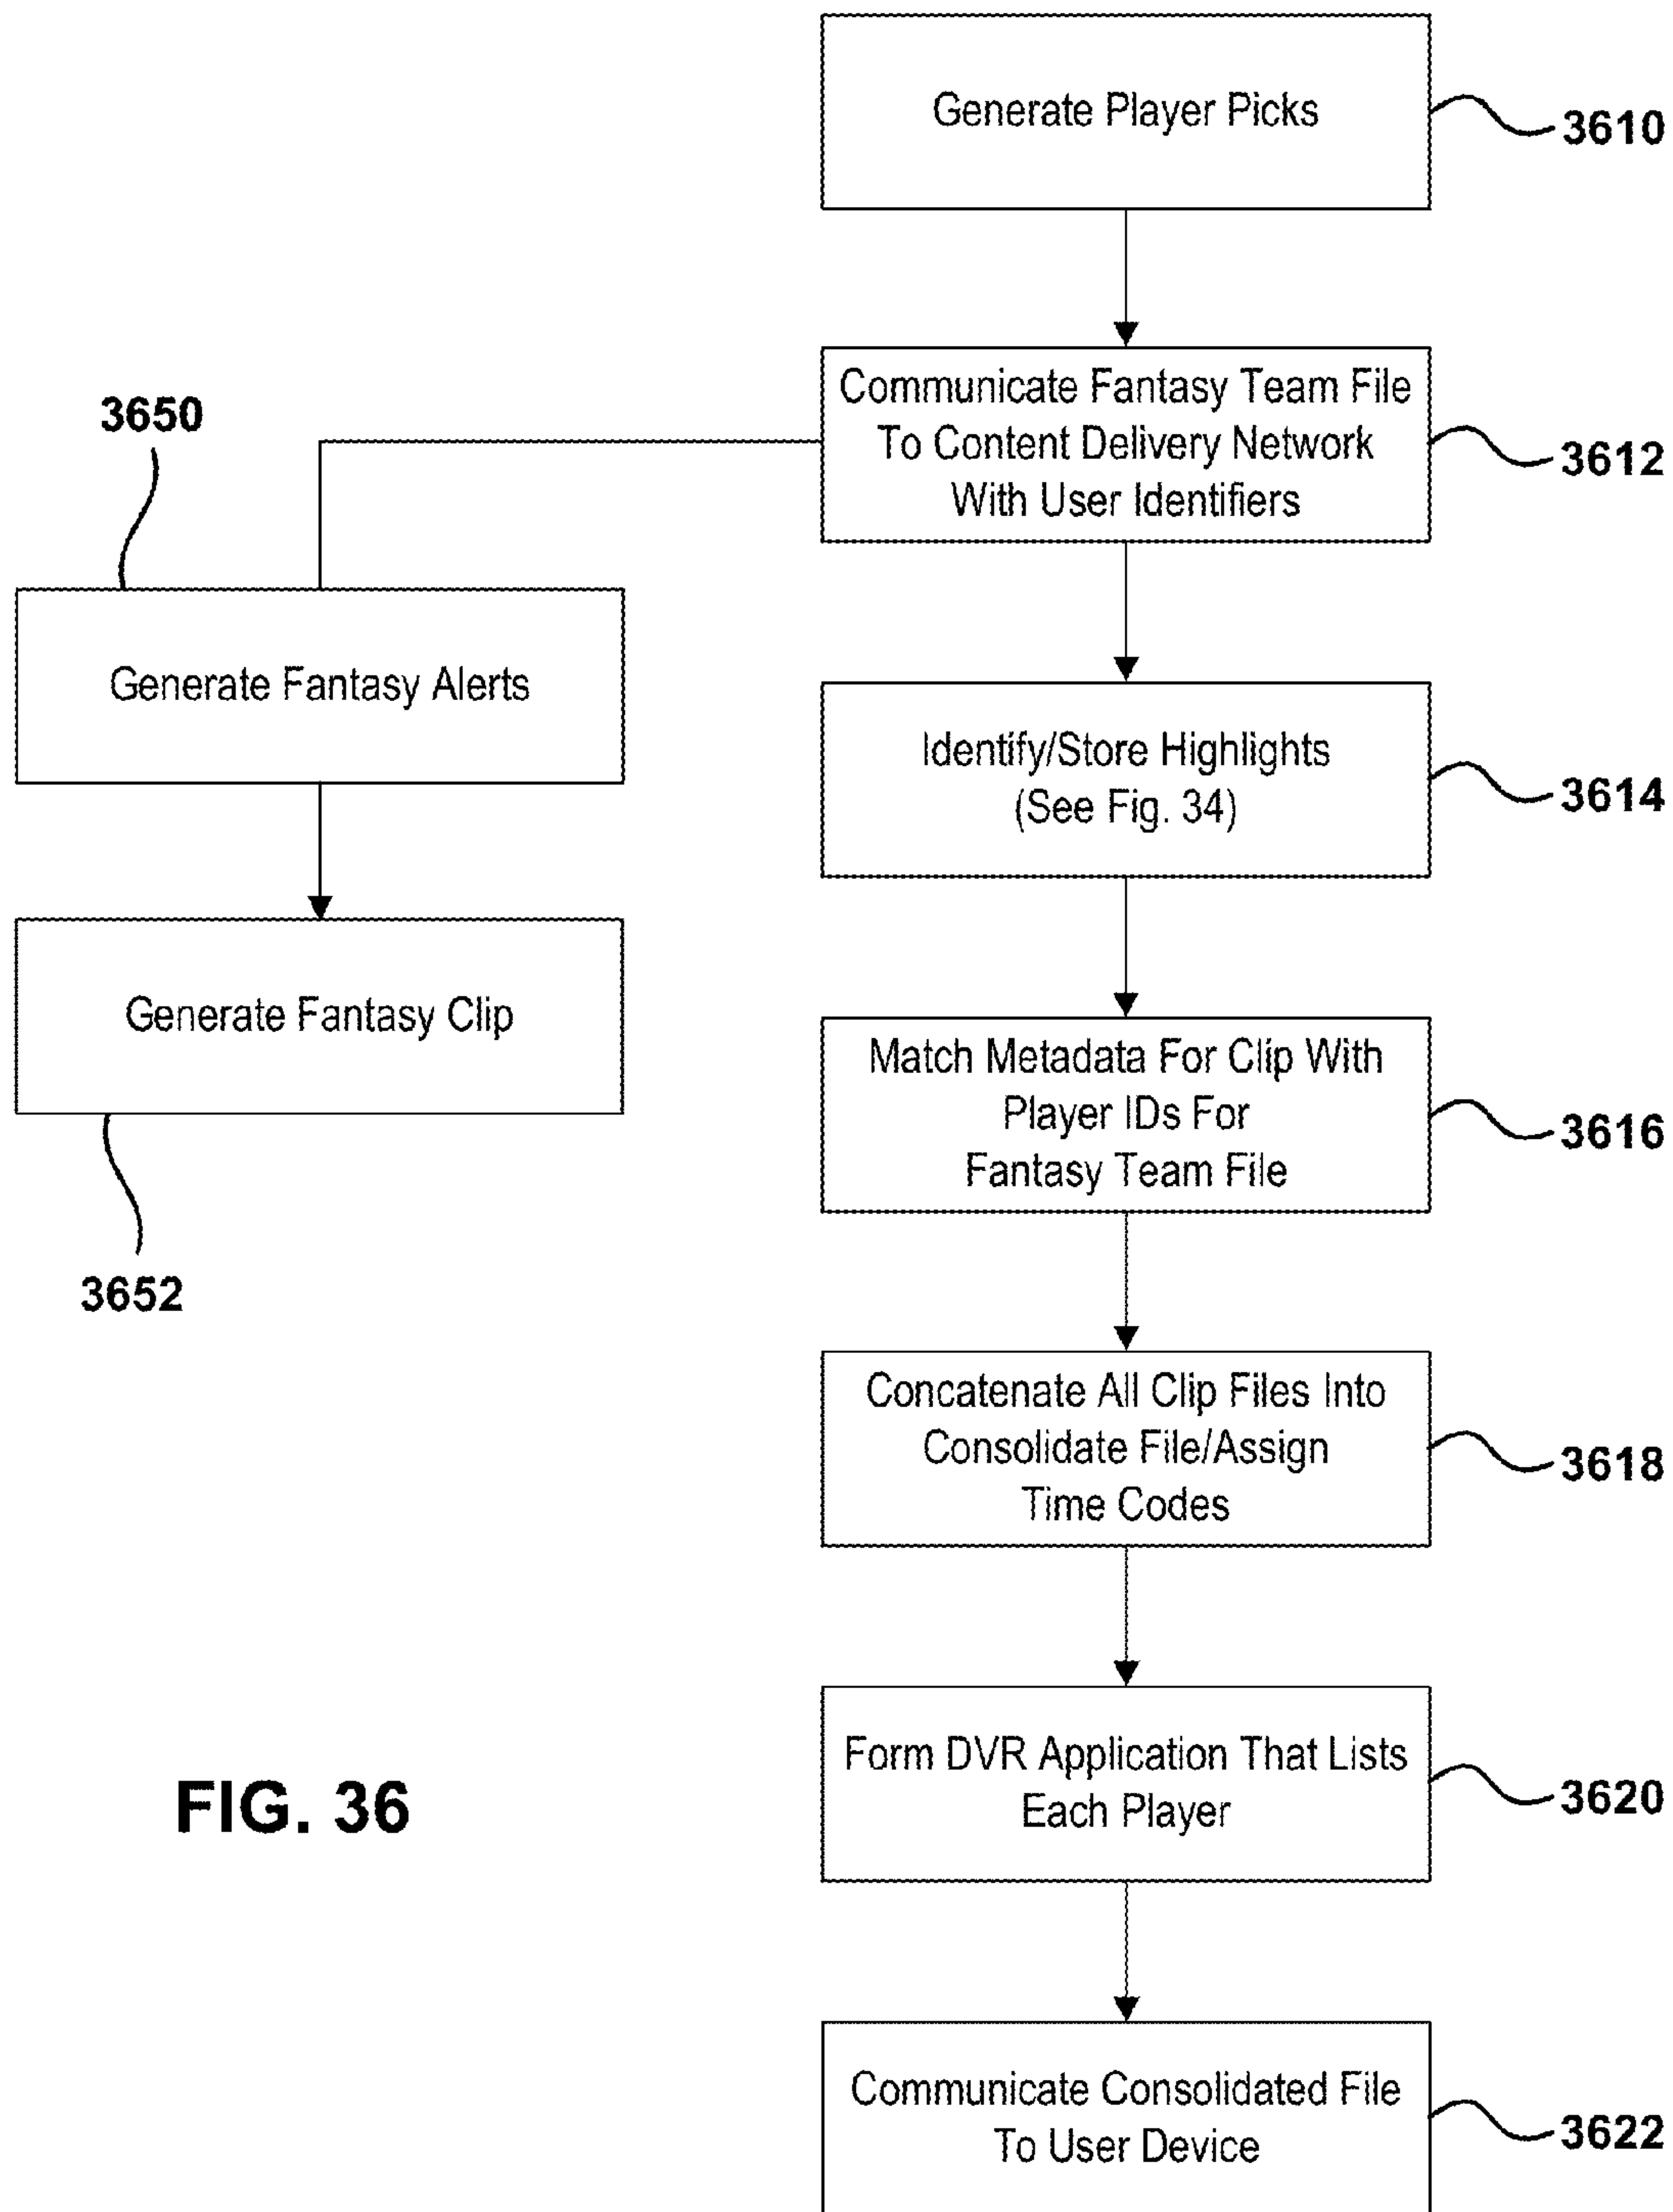 Generate Player Picks
3610
Communicate Fantasy Team File
To Content Delivery Network
With User Identifiers
3612
3650
Generate Fantasy Alerts
Identify/Store Highlights
(See Fig. 34)
3614
Generate Fantasy Clip
3652
Match Metadata For Clip With
Player IDs For
Fantasy Team File
3616
Concatenate All Clip Files Into
Consolidate File/Assign
Time Codes
3618
Form DVR Application That Lists
Each Player
3620
FIG. 36
Communicate Consolidated File
To User Device
3622